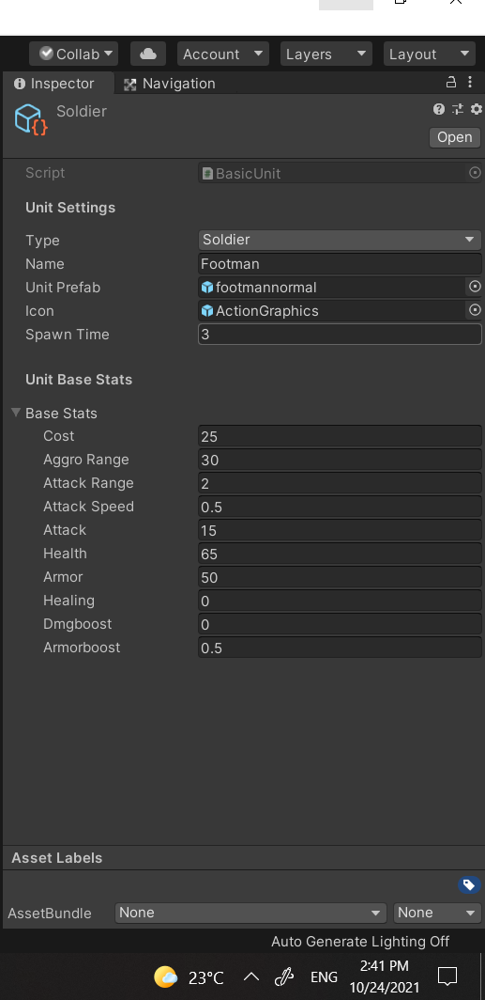 Collab Account Layers Layout
Inspector Navigation
Soldier
Open
Script BasicUnit
Unit Settings
Type Soldier
Name Footman
Unit Prefab footmannormal
Icon ActionGraphics
Spawn Time 3
Unit Base Stats
Base Stats
Cost 25
Aggro Range 30
Attack Range 2
Attack Speed 0.5
Attack 15
Health 65
Armor 50
Healing 0
Dmgboost 0
Armorboost 0.5
Asset Labels
AssetBundle None None
Auto Generate Lighting Off
23°C ENG 2:41 PM
10/24/2021